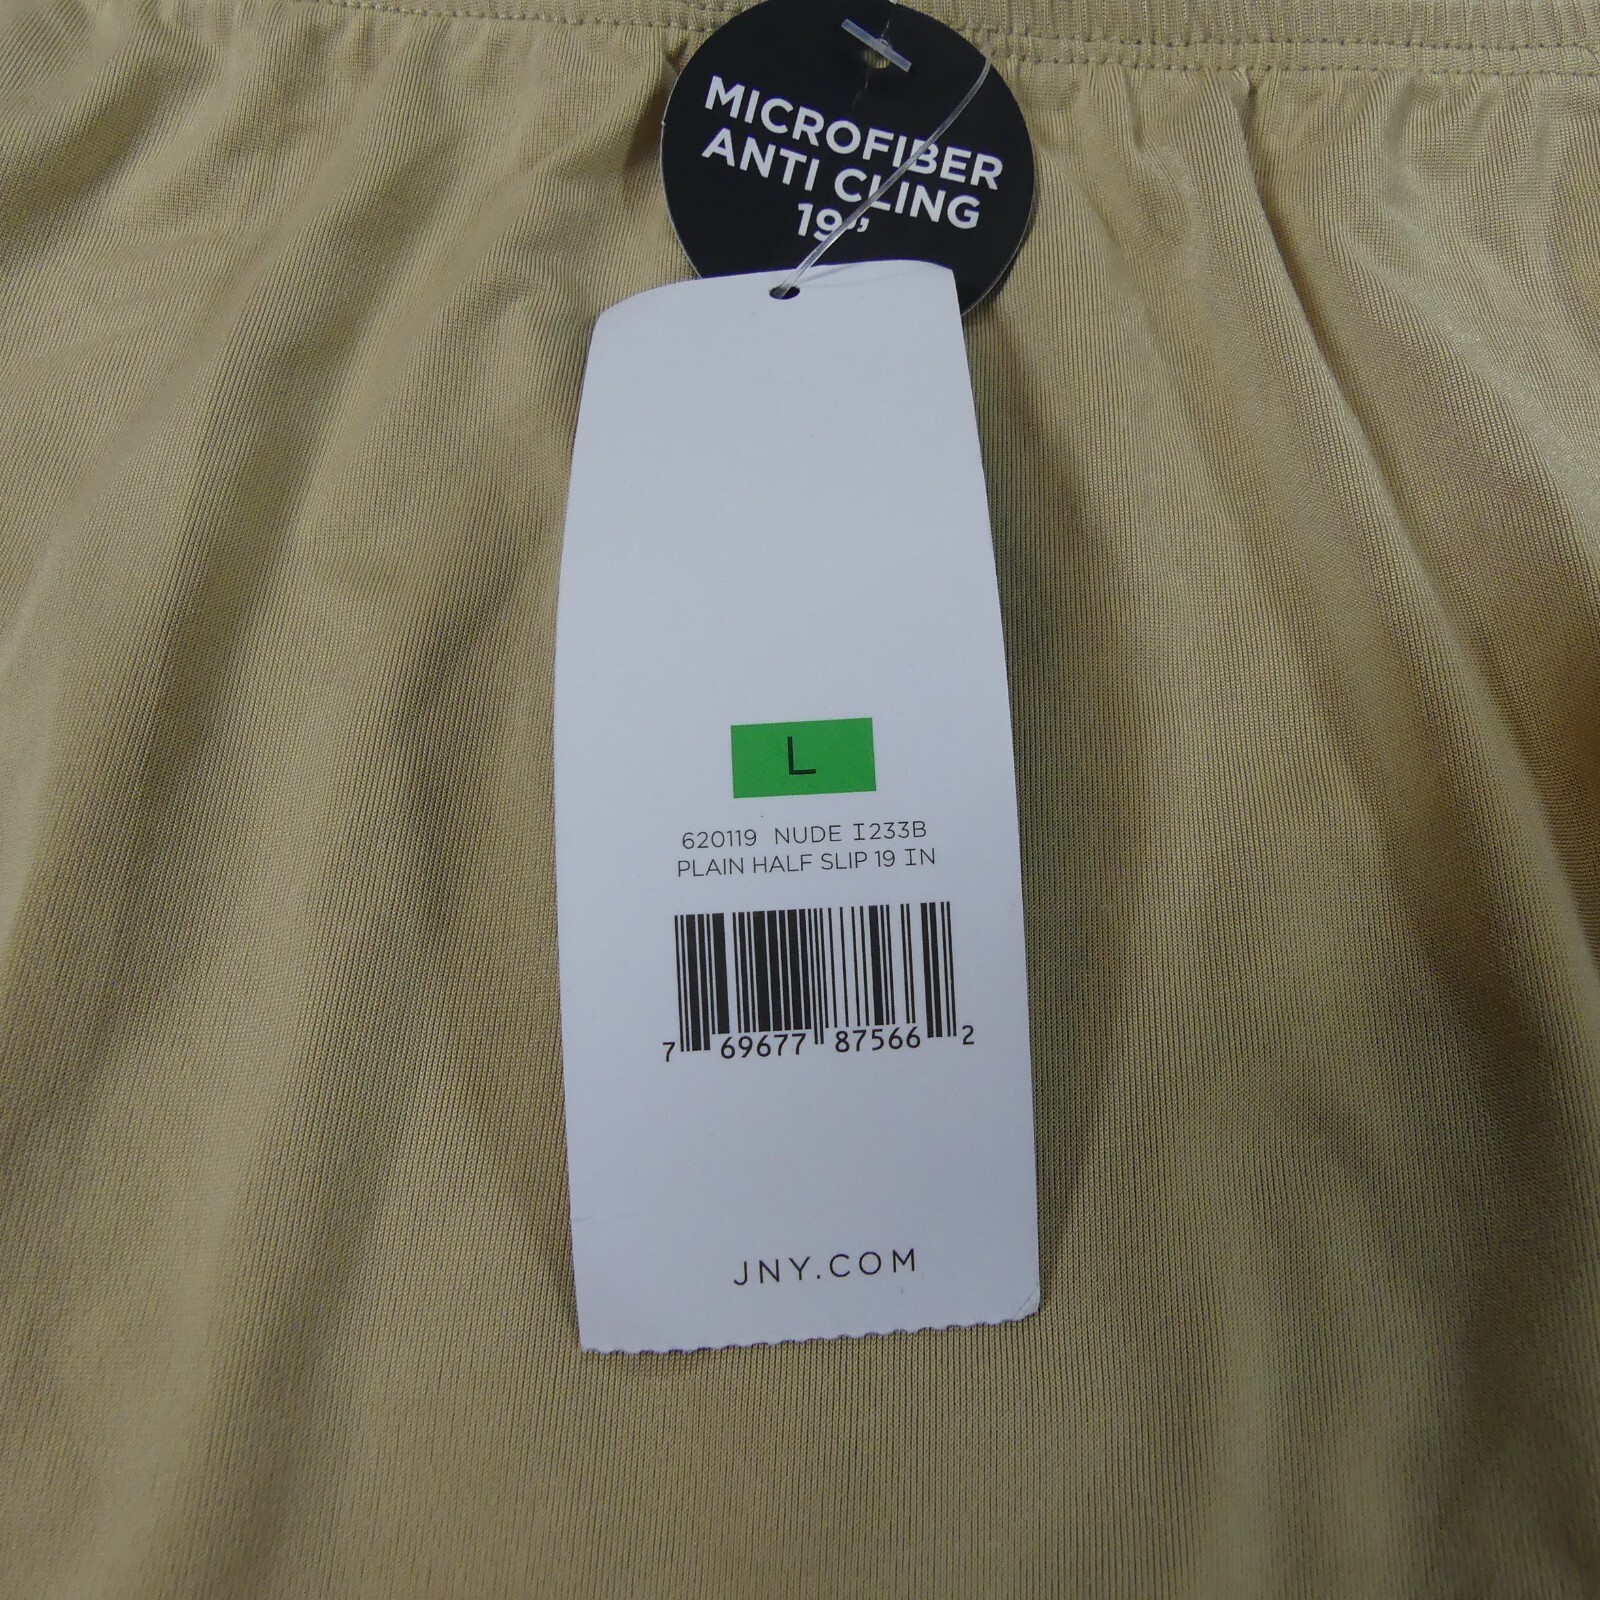 MICROFIBER
ANTI CLING
19”
L
620119 NUDE I233B
PLAIN HALF SLIP 19 IN
7 69677 87566 2
JNY.COM